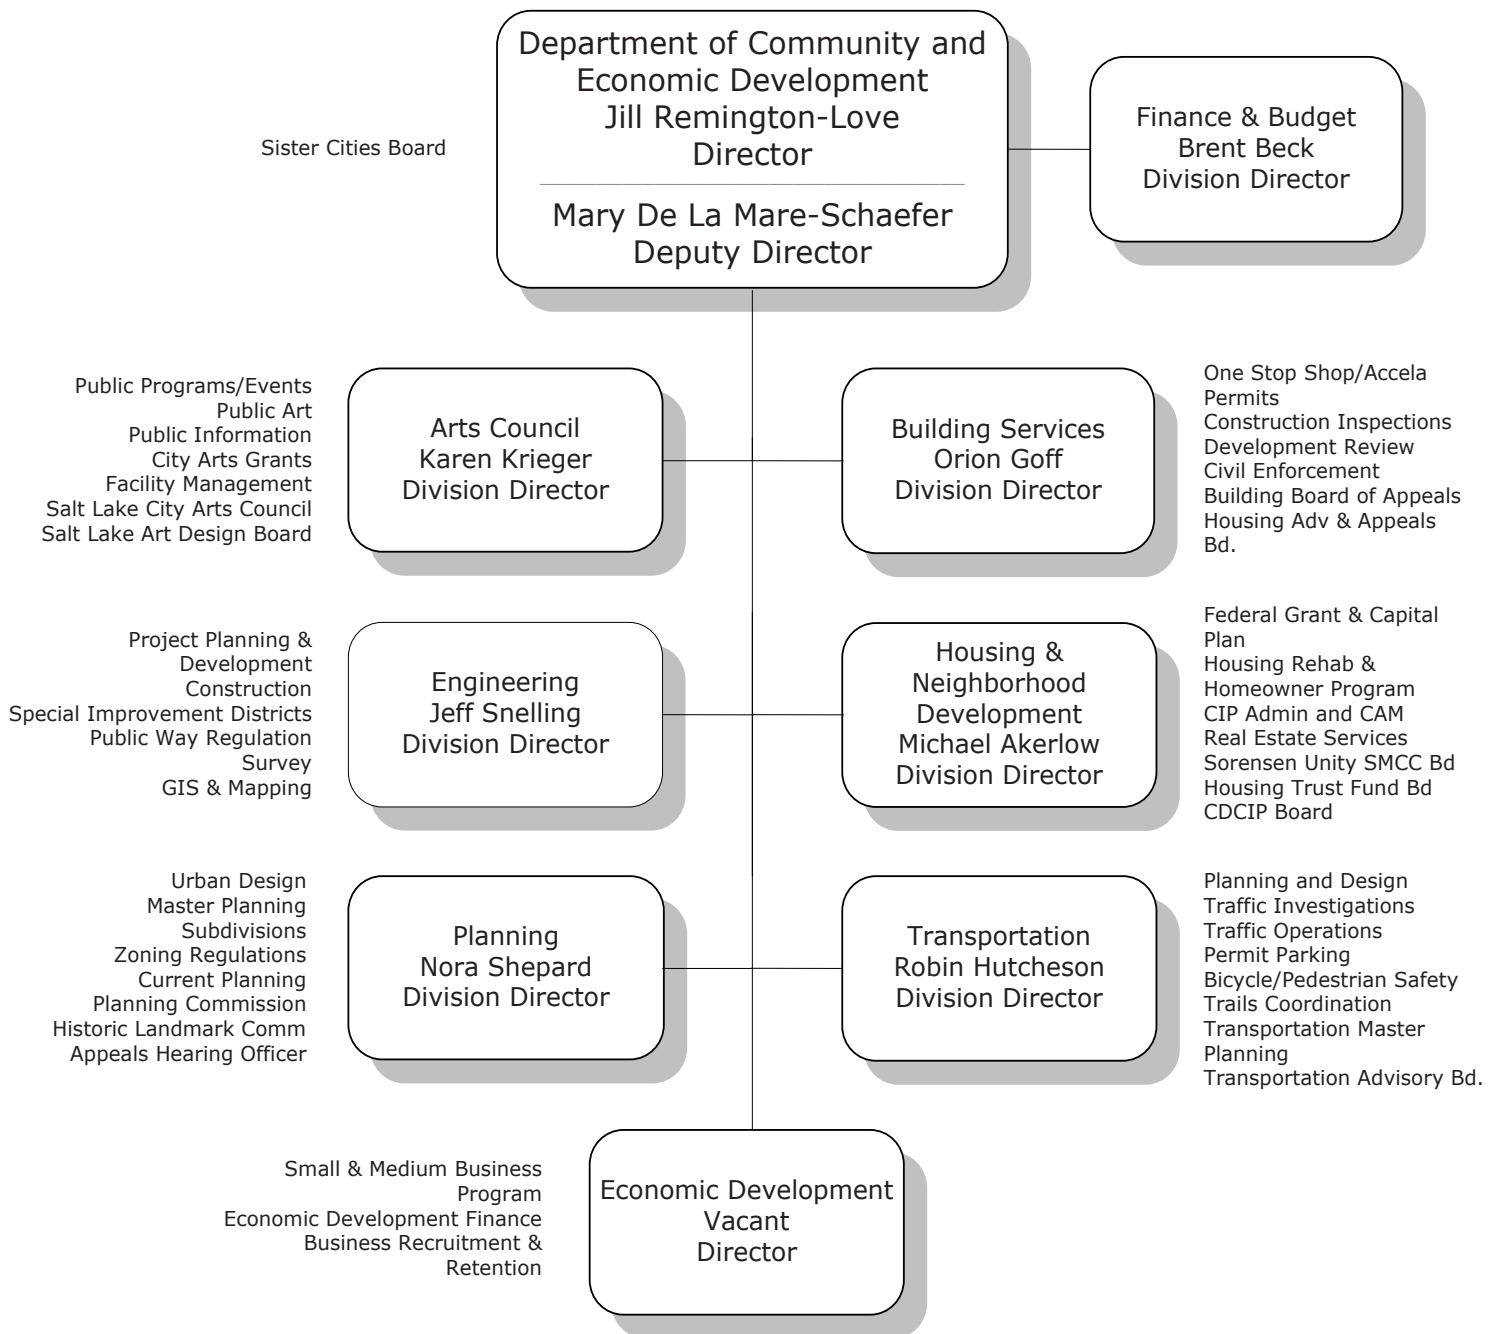 Department of Community and
Economic Development
Jill Remington-Love
Director
Mary De La Mare-Schaefer
Deputy Director
Sister Cities Board
Finance & Budget
Brent Beck
Division Director
Public Programs/Events
Public Art
Public Information
City Arts Grants
Facility Management
Salt Lake City Arts Council
Salt Lake Art Design Board
Arts Council
Karen Krieger
Division Director
Building Services
Orion Goff
Division Director
One Stop Shop/Accela
Permits
Construction Inspections
Development Review
Civil Enforcement
Building Board of Appeals
Housing Adv & Appeals
Bd.
Project Planning &
Development
Construction
Special Improvement Districts
Public Way Regulation
Survey
GIS & Mapping
Engineering
Jeff Snelling
Division Director
Housing &
Neighborhood
Development
Michael Akerlow
Division Director
Federal Grant & Capital
Plan
Housing Rehab &
Homeowner Program
CIP Admin and CAM
Real Estate Services
Sorensen Unity SMCC Bd
Housing Trust Fund Bd
CDCIP Board
Urban Design
Master Planning
Subdivisions
Zoning Regulations
Current Planning
Planning Commission
Historic Landmark Comm
Appeals Hearing Officer
Planning
Nora Shepard
Division Director
Transportation
Robin Hutcheson
Division Director
Planning and Design
Traffic Investigations
Traffic Operations
Permit Parking
Bicycle/Pedestrian Safety
Trails Coordination
Transportation Master
Planning
Transportation Advisory Bd.
Small & Medium Business
Program
Economic Development Finance
Business Recruitment &
Retention
Economic Development
Vacant
Director